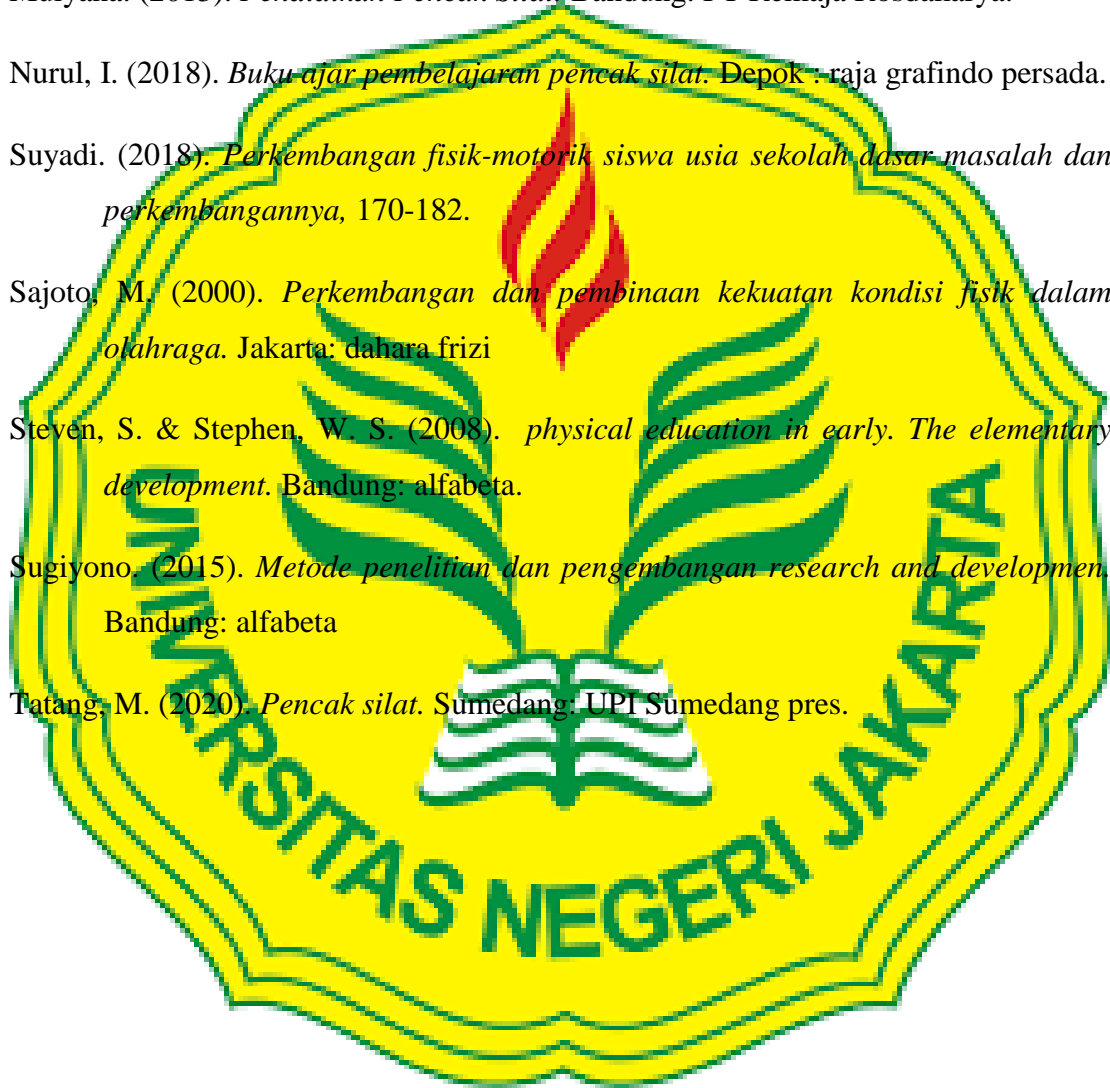 Nurul, I. (2018). Buku ajar pembelajaran pencak silat. Depok : raja grafindo persada.
Suyadi. (2018). Perkembangan fisik-motorik siswa usia sekolah dasar masalah dan
perkembangannya, 170-182.
Sajoto, M. (2000). Perkembangan dan pembinaan kekuatan kondisi fisik dalam
olahraga. Jakarta: dahara frizi
Steven, S. & Stephen, W. S. (2008). physical education in early. The elementary
development. Bandung: alfabeta.
Sugiyono. (2015). Metode penelitian dan pengembangan research and developmen.
Bandung: alfabeta
Tatang, M. (2020). Pencak silat. Sumedang: UPI Sumedang pres.
UNIVERSITAS NEGERI JAKARTA